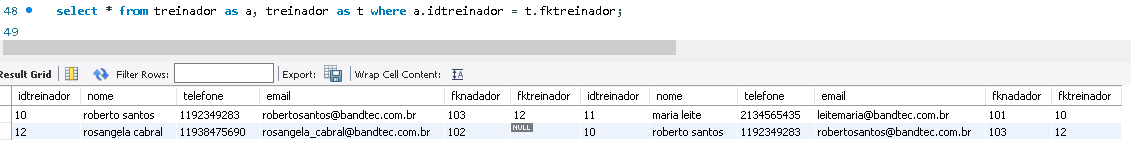 48 select * from treinador as a, treinador as t where a.idtreinador = t.fktreinador;
49
Result Grid Filter Rows: Export: Wrap Cell Content:
idtreinador nome telefone email fknadador fktreinador idtreinador nome telefone email fknadador fktreinador
10 roberto santos 1192349283 robertosantos@bandtec.com.br 103 12 11 maria leite 2134565435 leitemaria@bandtec.com.br 101 10
12 rosangela cabral 11938475690 rosangela_cabral@bandtec.com.br 102 NULL 10 roberto santos 1192349283 robertosantos@bandtec.com.br 103 12